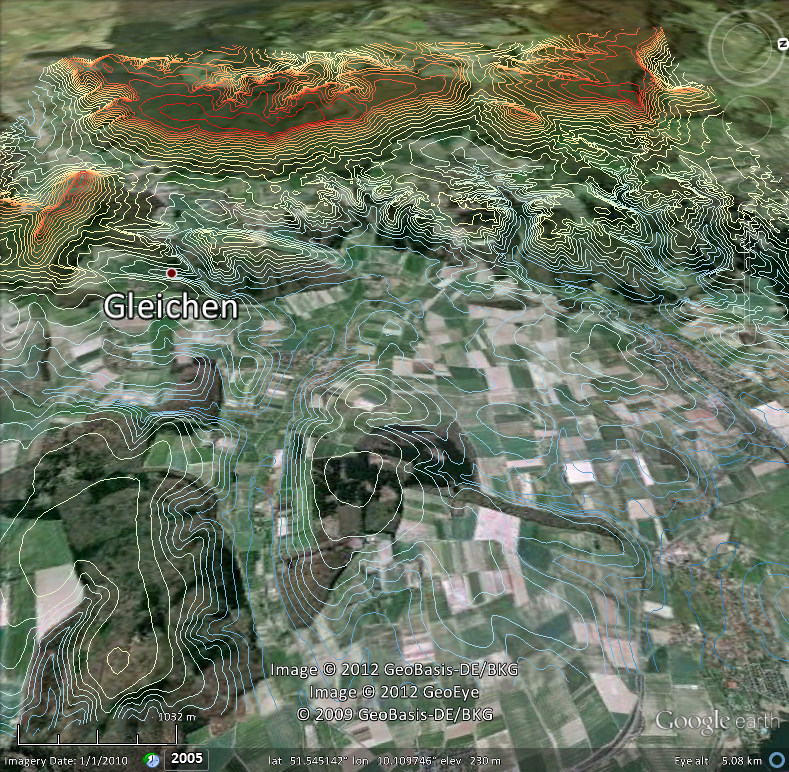 N
Gleichen
Image © 2012 GeoBasis-DE/BKG
Image © 2012 GeoEye
© 2009 GeoBasis-DE/BKG
1032 m
Google earth
Imagery Date: 1/1/2010
2005
lat 51.545142° lon 10.109746° elev 230 m
Eye alt 5.08 km